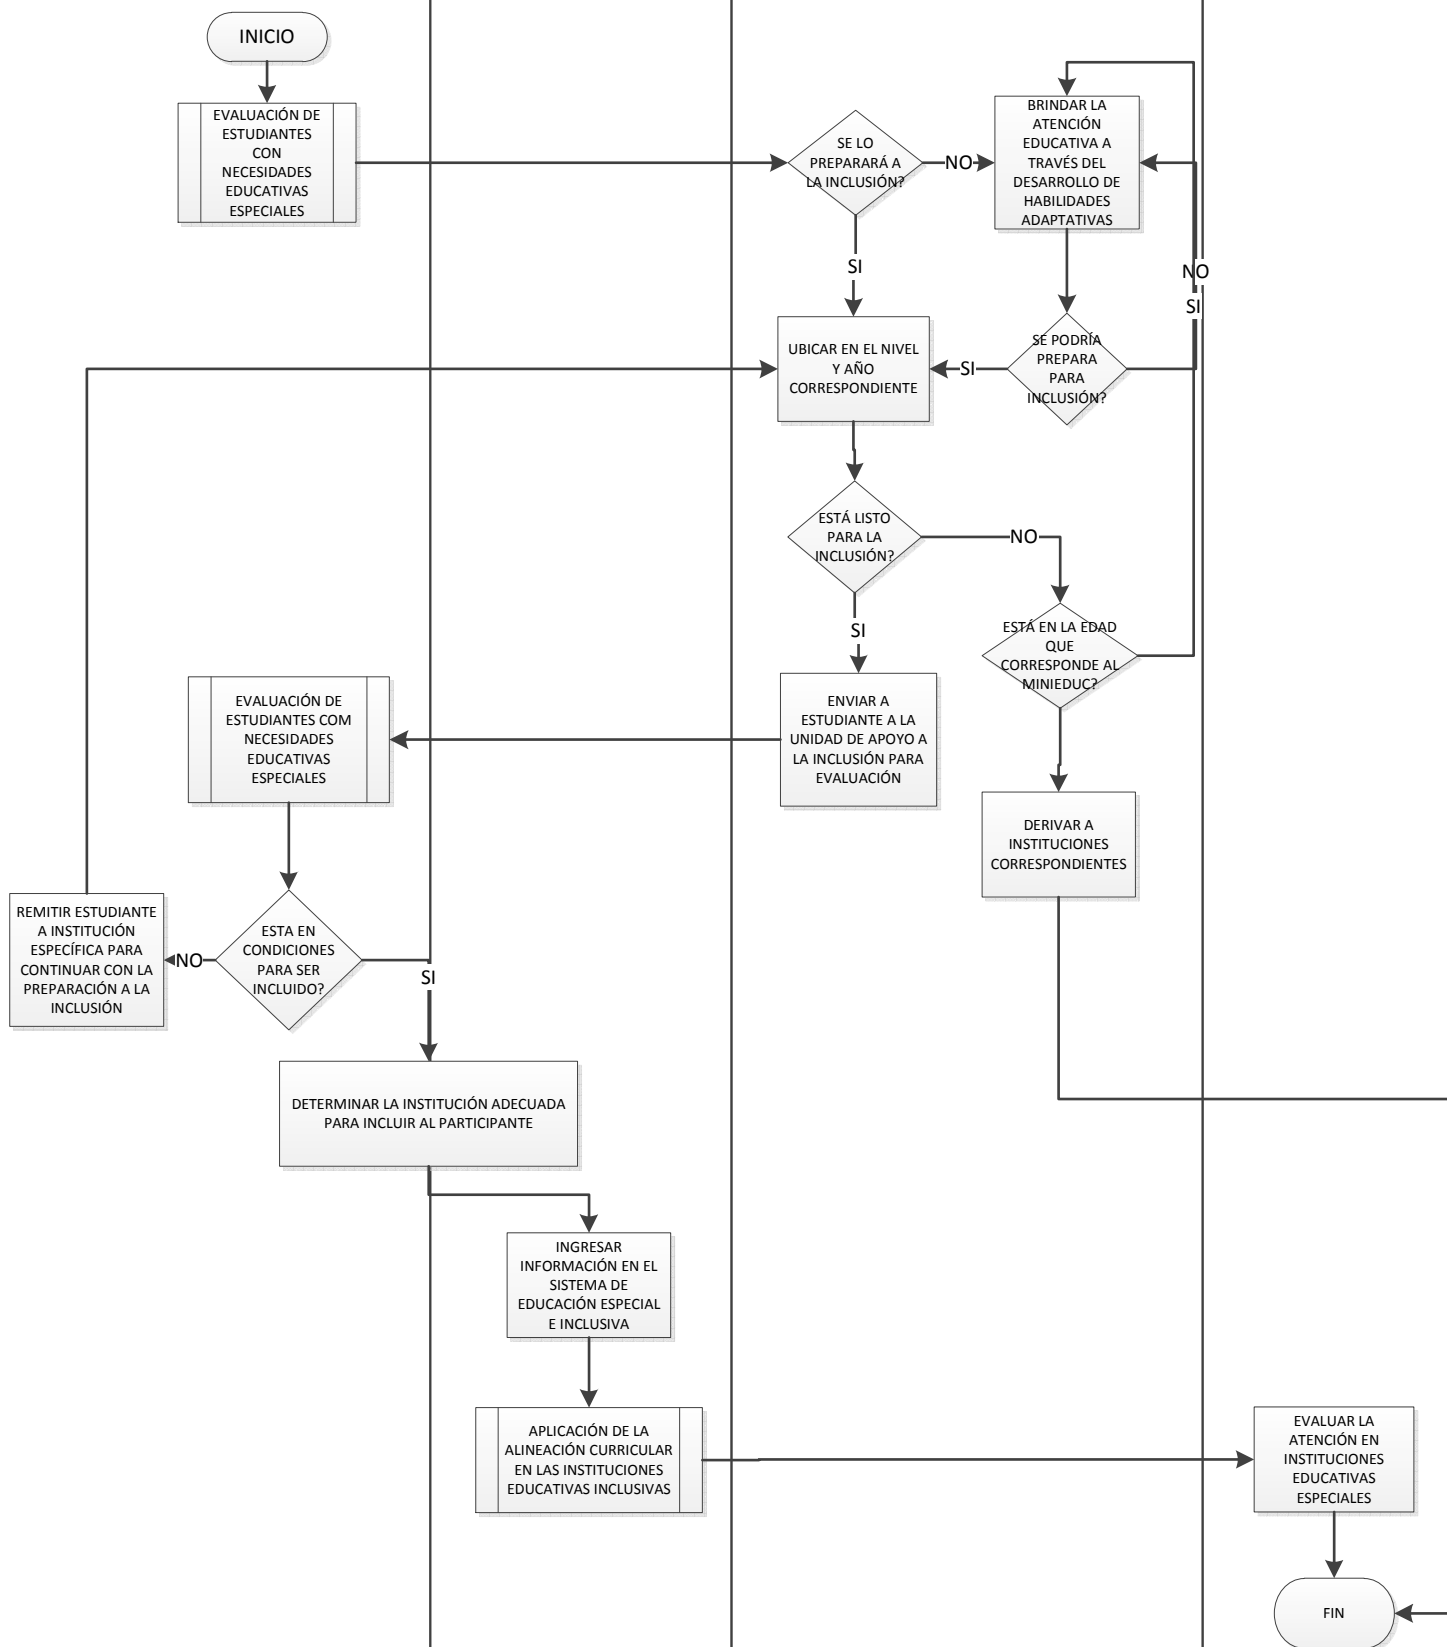 INICIO
EVALUACIÓN DE
ESTUDIANTES
CON
NECESIDADES
EDUCATIVAS
ESPECIALES
SE LO
PREPARARÁ A
LA INCLUSIÓN?
NO
BRINDAR LA
ATENCIÓN
EDUCATIVA A
TRAVÉS DEL
DESARROLLO DE
HABILIDADES
ADAPTATIVAS
SI
NO
SI
UBICAR EN EL NIVEL
Y AÑO
CORRESPONDIENTE
SI
SE PODRÍA
PREPARA
PARA
INCLUSIÓN?
ESTÁ LISTO
PARA LA
INCLUSIÓN?
NO
SI
ESTÁ EN LA EDAD
QUE
CORRESPONDE AL
MINIEDUC?
EVALUACIÓN DE
ESTUDIANTES COM
NECESIDADES
EDUCATIVAS
ESPECIALES
ENVIAR A
ESTUDIANTE A LA
UNIDAD DE APOYO A
LA INCLUSIÓN PARA
EVALUACIÓN
DERIVAR A
INSTITUCIONES
CORRESPONDIENTES
REMITIR ESTUDIANTE
A INSTITUCIÓN
ESPECÍFICA PARA
CONTINUAR CON LA
PREPARACIÓN A LA
INCLUSIÓN
NO
ESTA EN
CONDICIONES
PARA SER
INCLUIDO?
SI
DETERMINAR LA INSTITUCIÓN ADECUADA
PARA INCLUIR AL PARTICIPANTE
INGRESAR
INFORMACIÓN EN EL
SISTEMA DE
EDUCACIÓN ESPECIAL
E INCLUSIVA
APLICACIÓN DE LA
ALINEACIÓN CURRICULAR
EN LAS INSTITUCIONES
EDUCATIVAS INCLUSIVAS
EVALUAR LA
ATENCIÓN EN
INSTITUCIONES
EDUCATIVAS
ESPECIALES
FIN